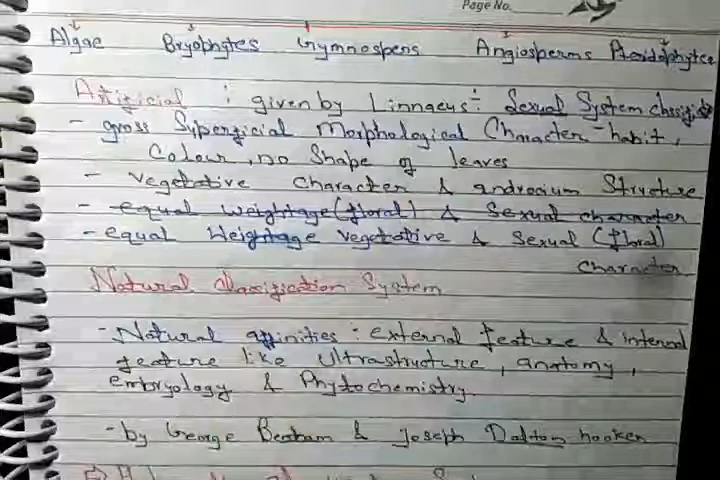 Page No.
Algae Bryophytes Gymnosperms Angiosperms Pteridophytes
Artificial : given by Linnaeus - Sexual System classifi
- gross Superficial Morphological Character - habit,
Colour, no Shape of leaves
- vegetative character & androcium Structure
- equal weightage (floral) & Sexual character
- equal Weightage vegetative & Sexual (floral)
character
Natural classification System
- Natural affinities : external feature & internal
feature like Ultrastructure, anatomy,
embryology & Phytochemistry.
- by George Bentham & Joseph Dalton hooker